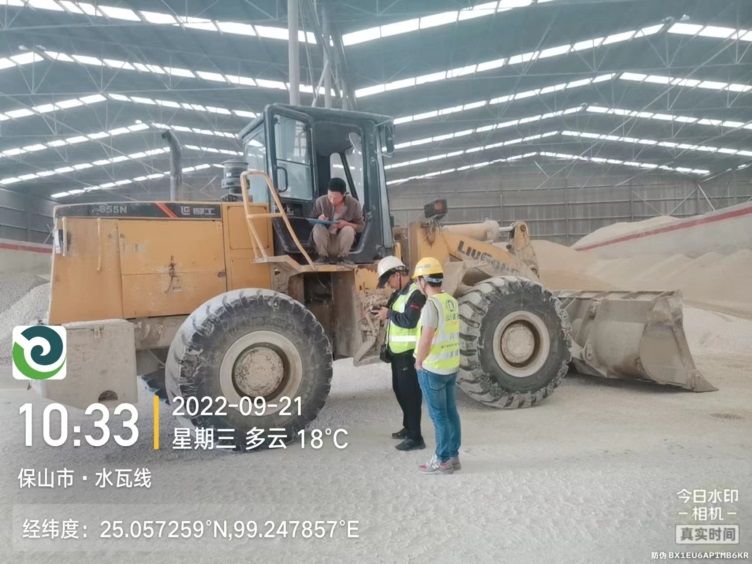 855N
LIUGONG
10:33
2022-09-21
星期三 多云 18℃
保山市·水瓦线
经纬度：25.057259°N,99.247857°E
今日水印
相机
真实时间
防伪 BX1EU6APTMB6KR